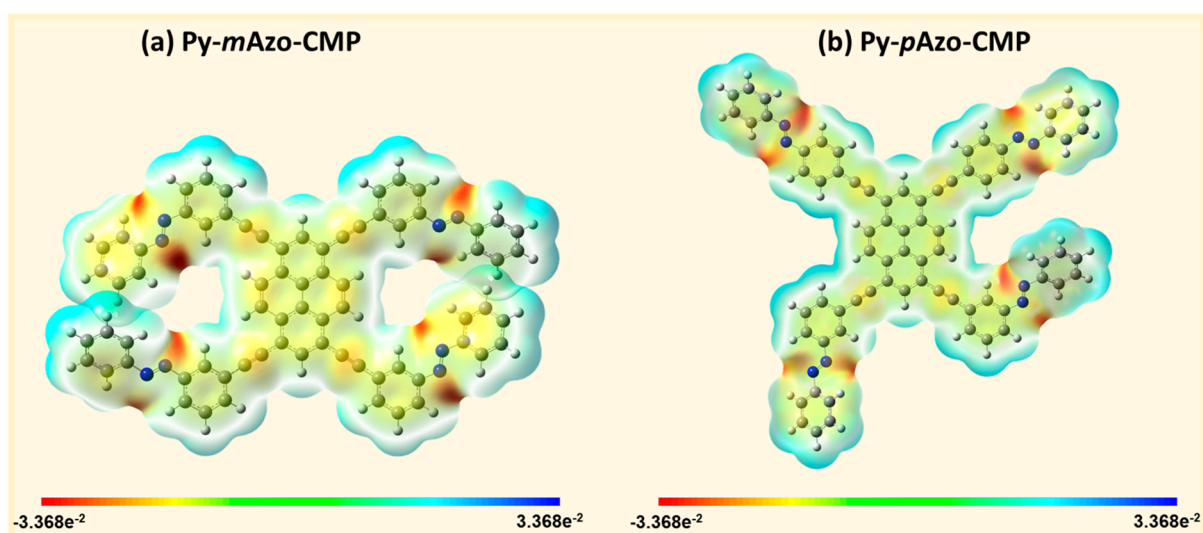 (a) Py-mAzo-CMP
(b) Py-pAzo-CMP
-3.368e⁻²
3.368e⁻²
-3.368e⁻²
3.368e⁻²